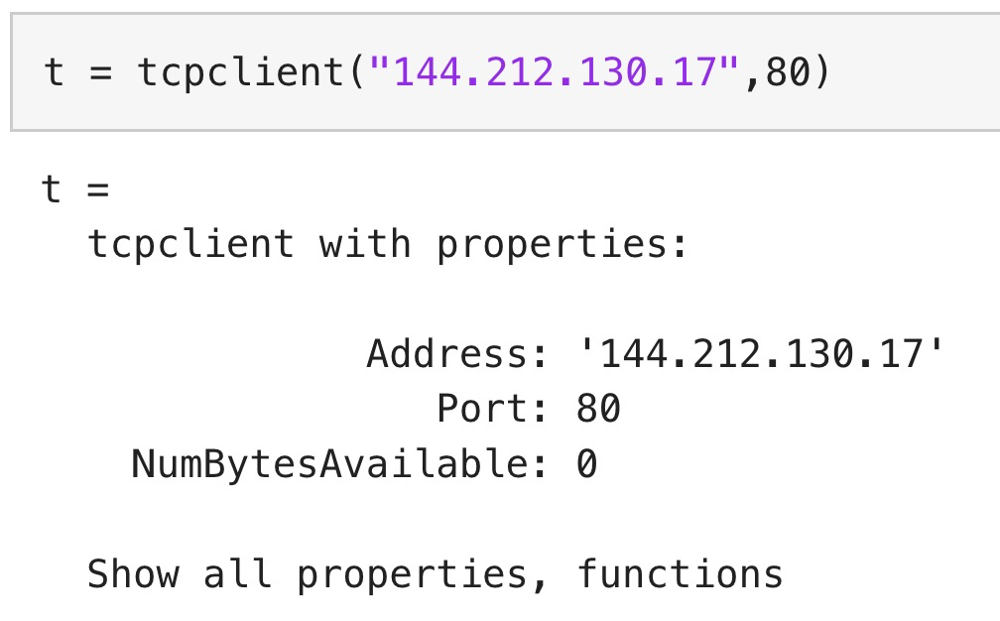 t = tcpclient("144.212.130.17",80)
t =
tcpclient with properties:
Address: '144.212.130.17'
Port: 80
NumBytesAvailable: 0
Show all properties, functions